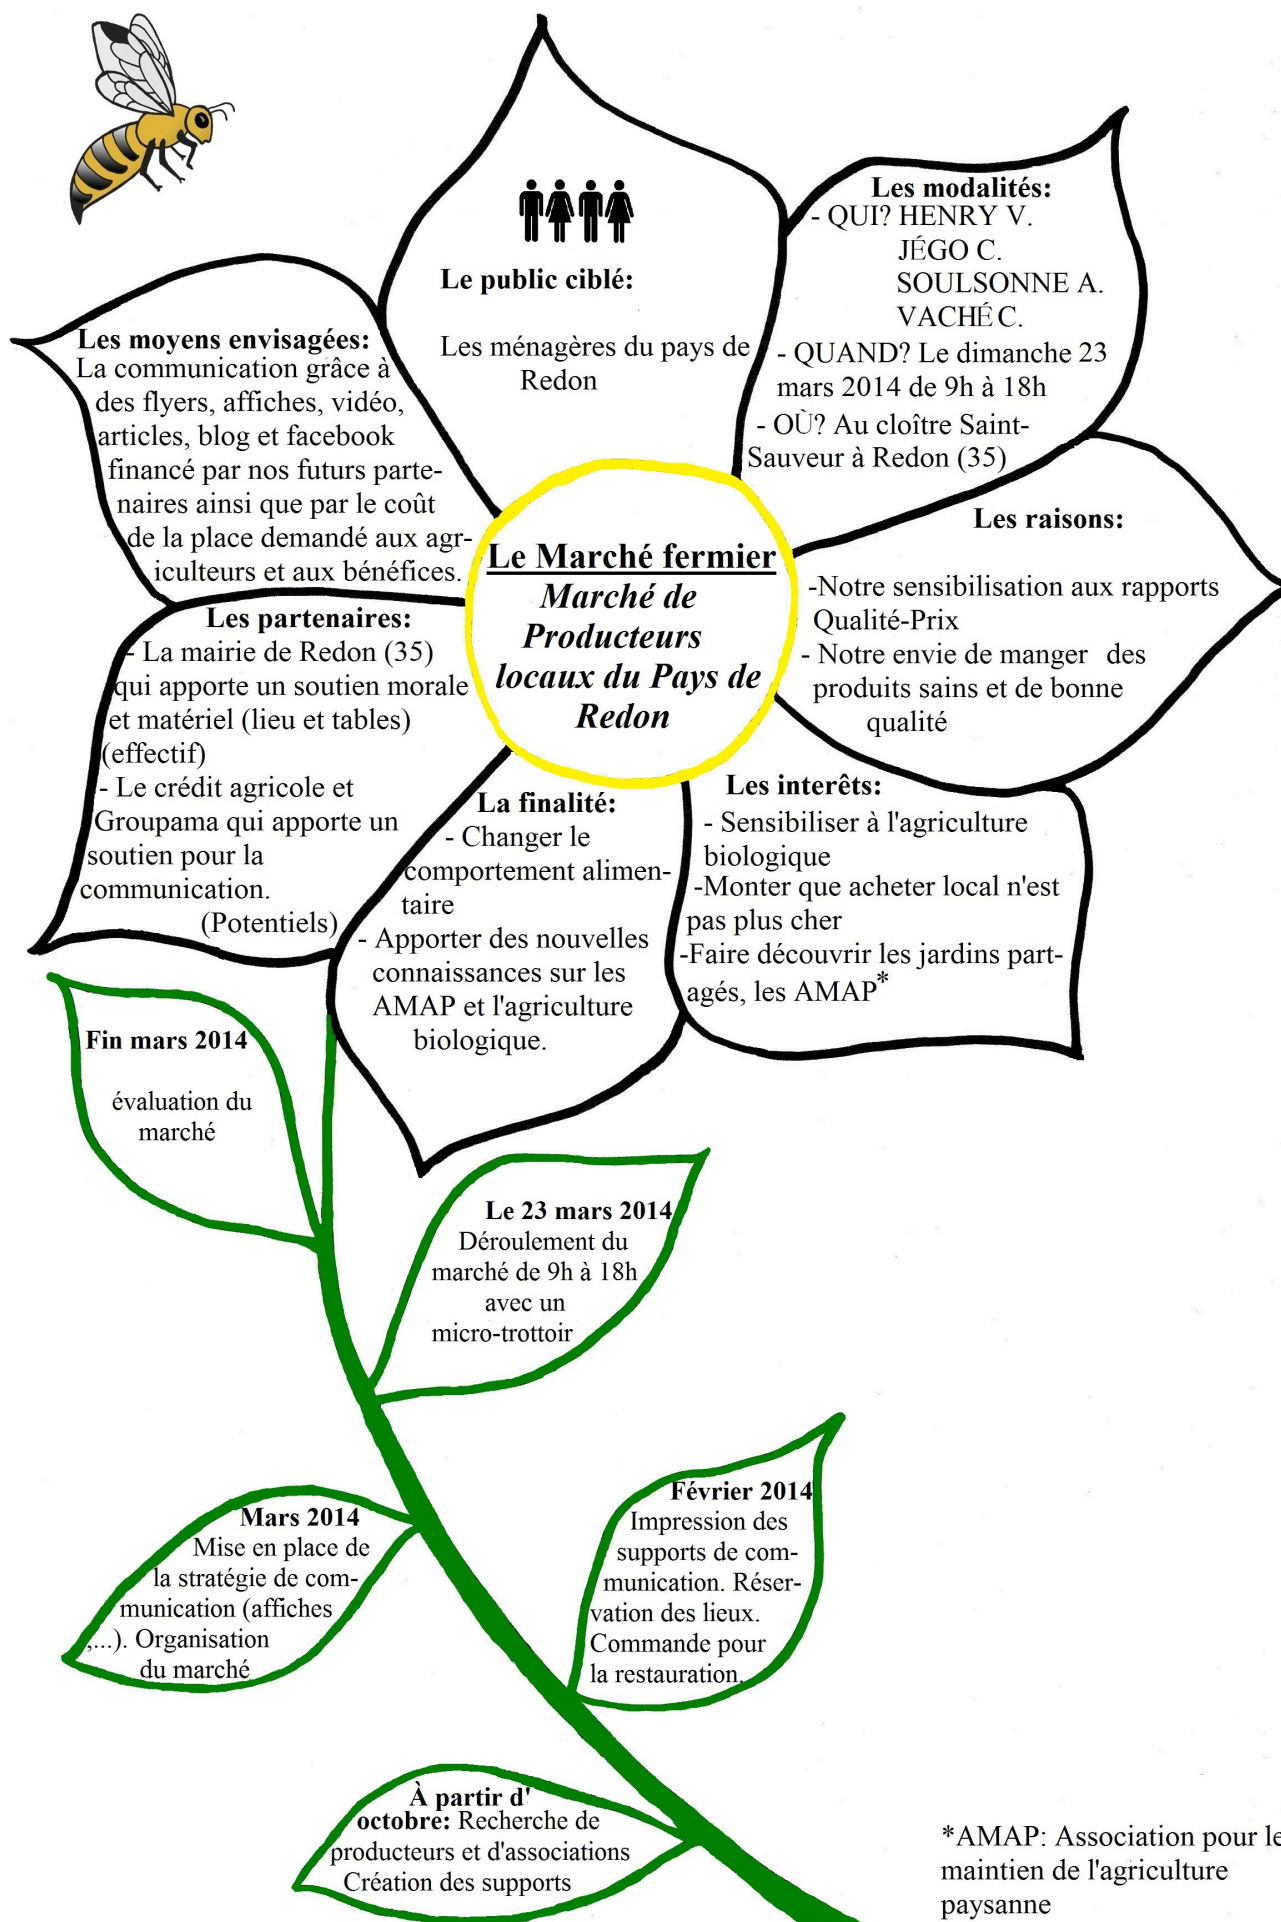 Le public ciblé:
Les ménagères du pays de
Redon
Les modalités:
- QUI? HENRY V.
JÉGO C.
SOULSONNE A.
VACHÉ C.
- QUAND? Le dimanche 23
mars 2014 de 9h à 18h
- OÙ? Au cloître Saint-
Sauveur à Redon (35)
Les moyens envisagées:
La communication grâce à
des flyers, affiches, vidéo,
articles, blog et facebook
financé par nos futurs parte-
naires ainsi que par le coût
de la place demandé aux agr-
iculteurs et aux bénéfices.
Le Marché fermier
Marché de
Producteurs
locaux du Pays de
Redon
Les raisons:
-Notre sensibilisation aux rapports
Qualité-Prix
- Notre envie de manger des
produits sains et de bonne
qualité
Les partenaires:
- La mairie de Redon (35)
qui apporte un soutien morale
et matériel (lieu et tables)
(effectif)
- Le crédit agricole et
Groupama qui apporte un
soutien pour la
communication.
(Potentiels)
La finalité:
- Changer le
comportement alimen-
taire
- Apporter des nouvelles
connaissances sur les
AMAP et l'agriculture
biologique.
Les interêts:
- Sensibiliser à l'agriculture
biologique
-Monter que acheter local n'est
pas plus cher
-Faire découvrir les jardins part-
agés, les AMAP*
Fin mars 2014
évaluation du
marché
Le 23 mars 2014
Déroulement du
marché de 9h à 18h
avec un
micro-trottoir
Mars 2014
Mise en place de
la stratégie de com-
munication (affiches
,...). Organisation
du marché
Février 2014
Impression des
supports de com-
munication. Réser-
vation des lieux.
Commande pour
la restauration.
À partir d'
octobre: Recherche de
producteurs et d'associations
Création des supports
*AMAP: Association pour le
maintien de l'agriculture
paysanne